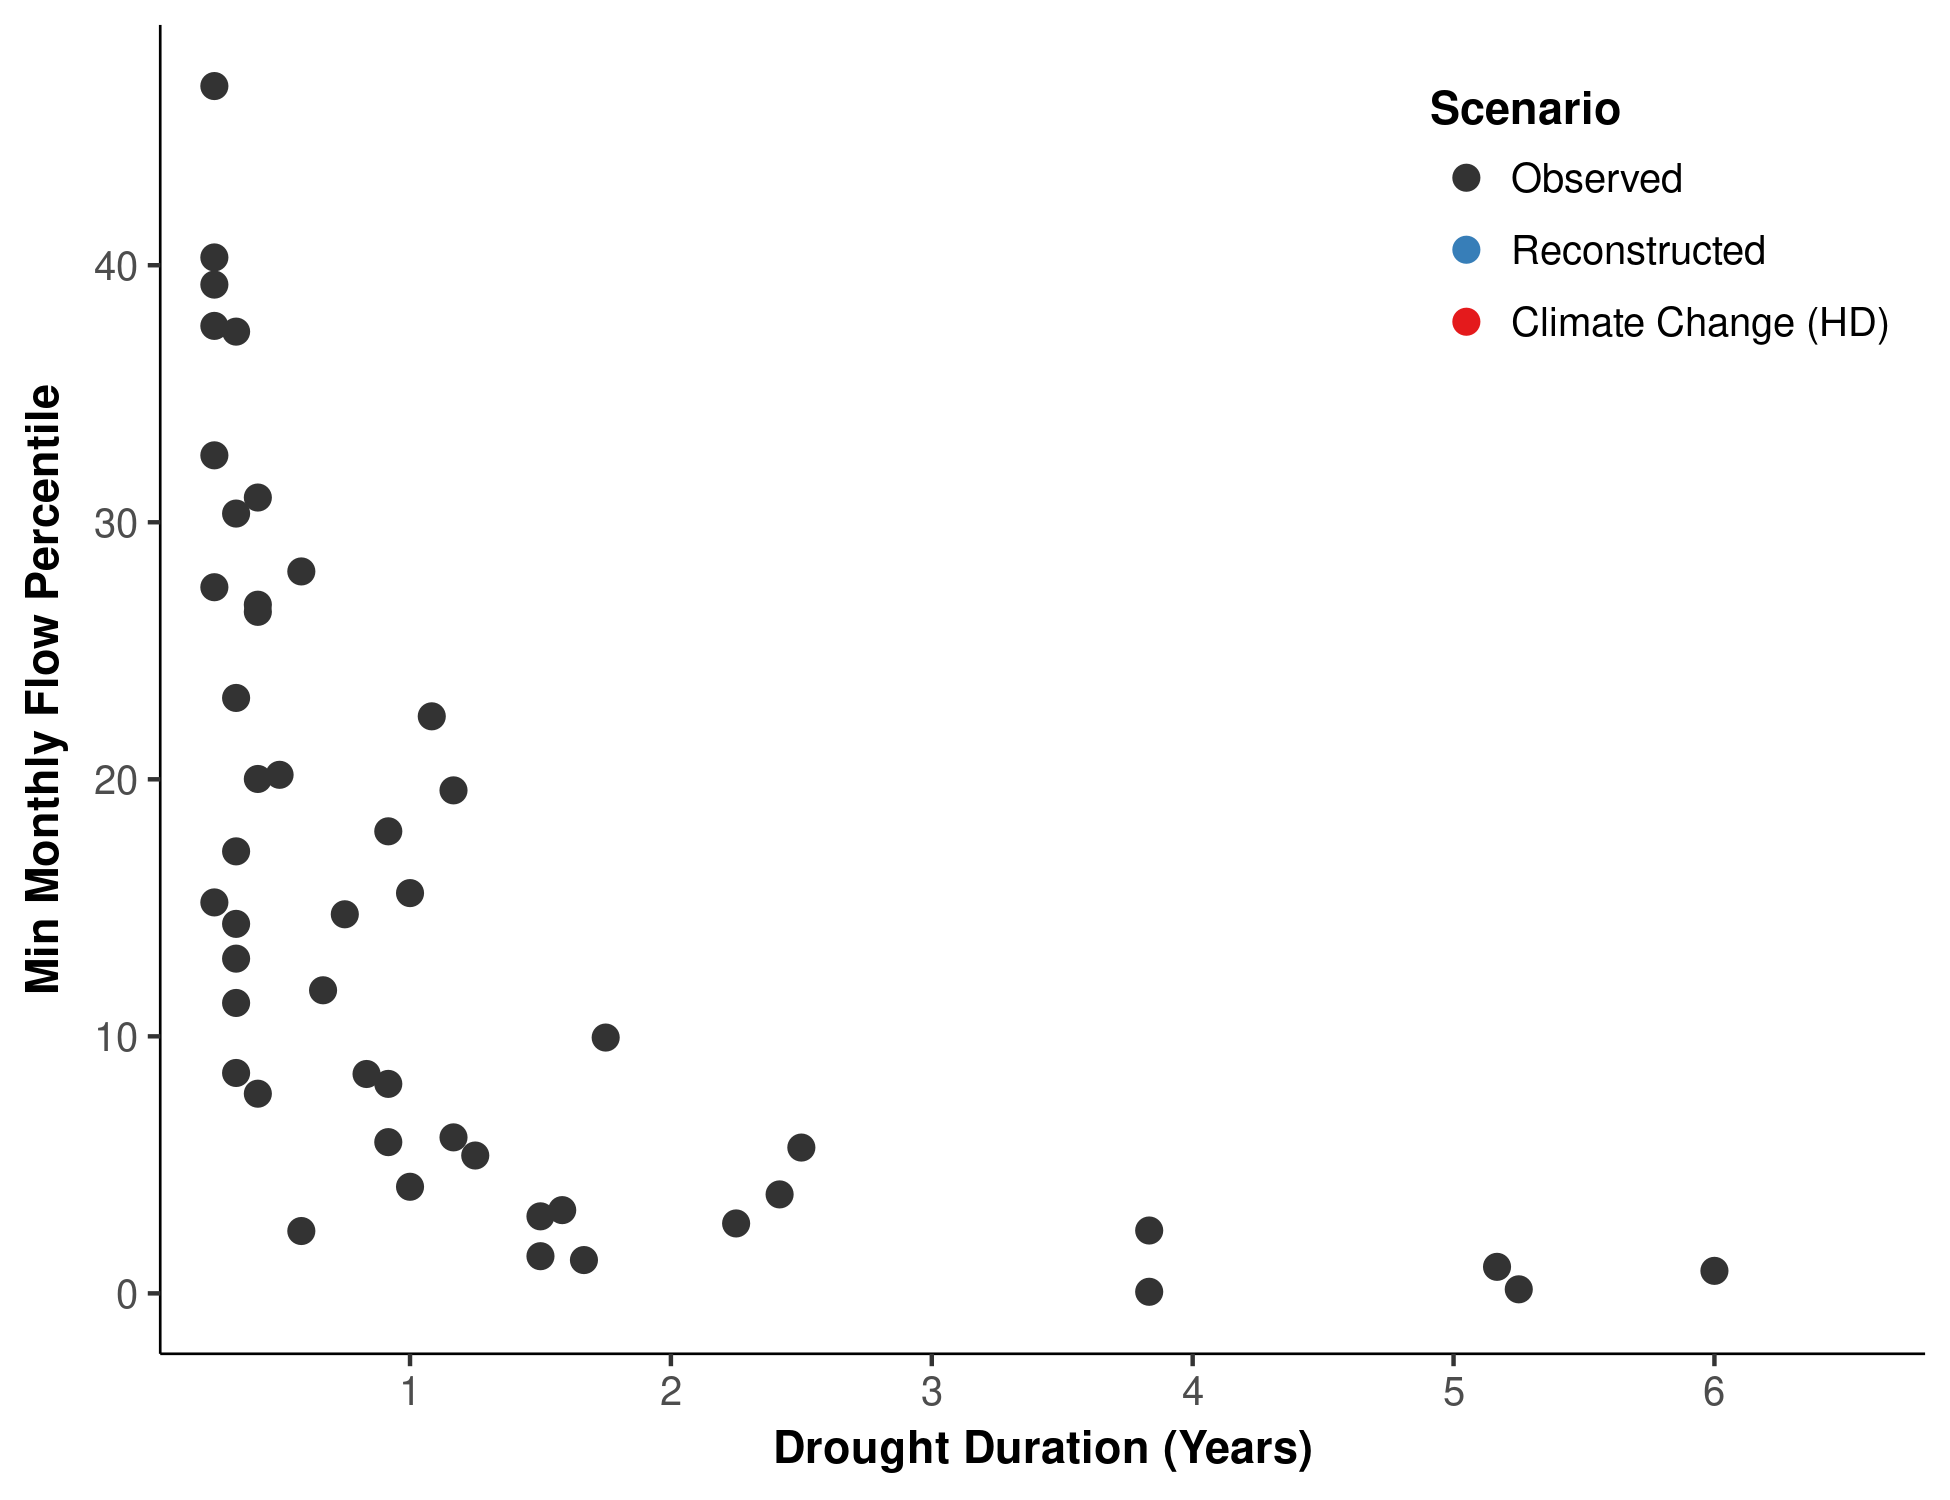 Scenario
Observed
Reconstructed
Climate Change (HD)
Min Monthly Flow Percentile
40
30
20
10
0
1 2 3 4 5 6
Drought Duration (Years)